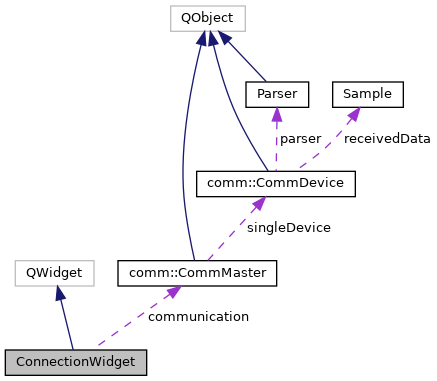 QObject
Parser
Sample
parser
receivedData
comm::CommDevice
singleDevice
QWidget
comm::CommMaster
communication
ConnectionWidget